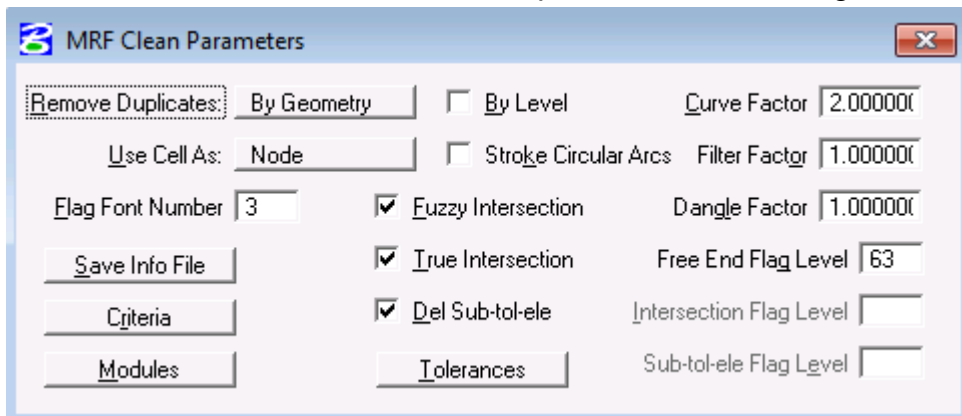 MRF Clean Parameters
Remove Duplicates: By Geometry By Level Curve Factor 2.000000
Use Cell As: Node Stroke Circular Arcs Filter Factor 1.000000
Flag Font Number 3 Fuzzy Intersection Dangle Factor 1.000000
Save Info File True Intersection Free End Flag Level 63
Criteria Del Sub-tol-ele Intersection Flag Level
Modules Tolerances Sub-tol-ele Flag Level